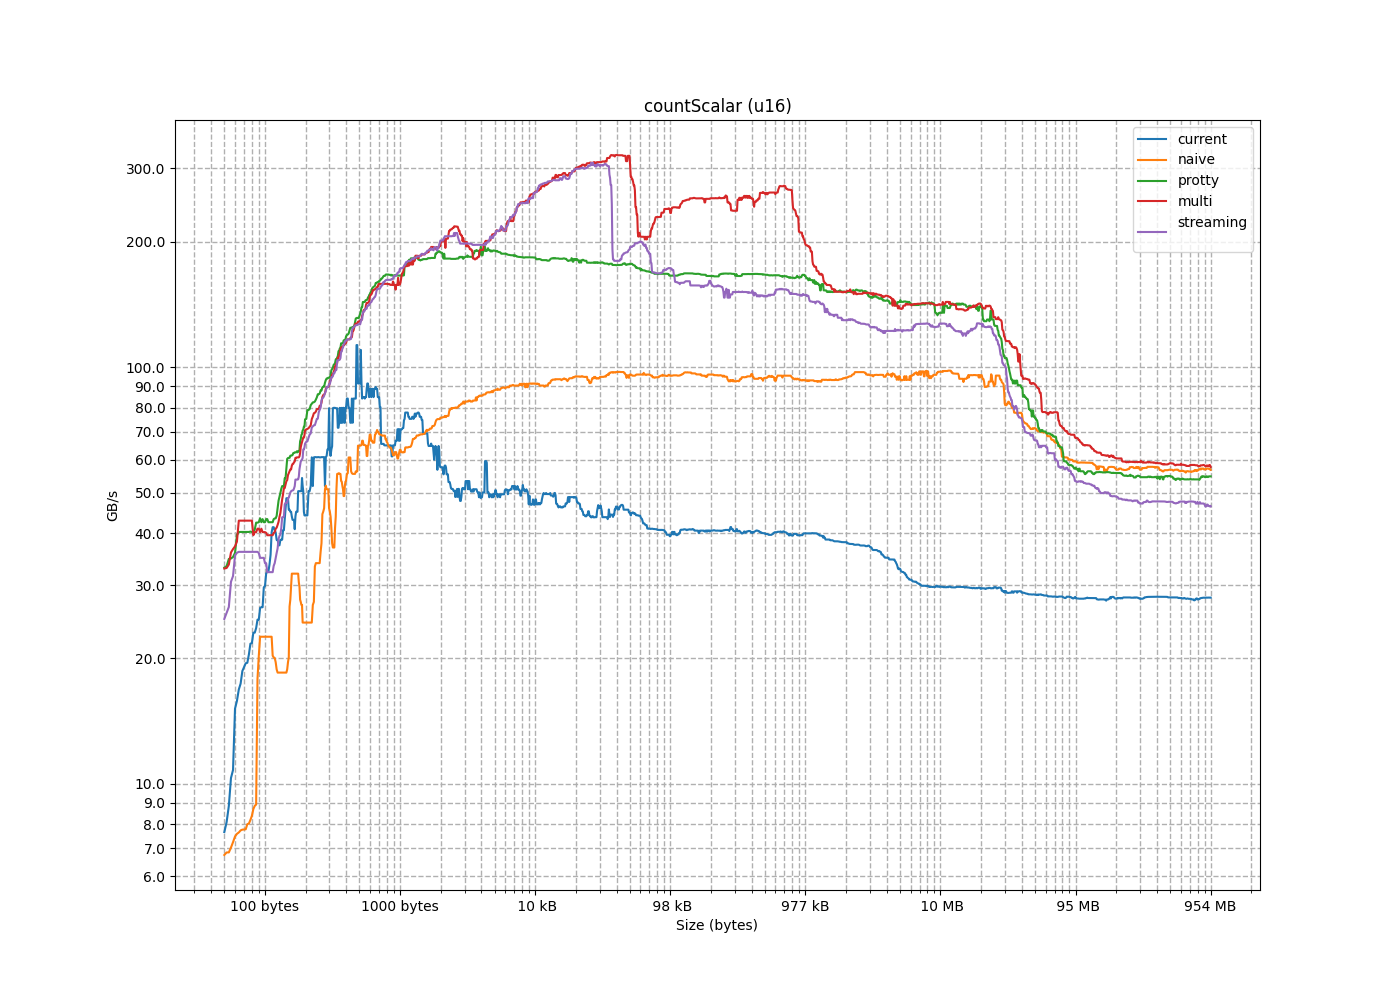 countScalar (u16)
current
naive
protty
multi
streaming
300.0
200.0
100.0
90.0
80.0
70.0
60.0
50.0
40.0
30.0
20.0
10.0
9.0
8.0
7.0
6.0
GB/s
100 bytes 1000 bytes 10 kB 98 kB 977 kB 10 MB 95 MB 954 MB
Size (bytes)